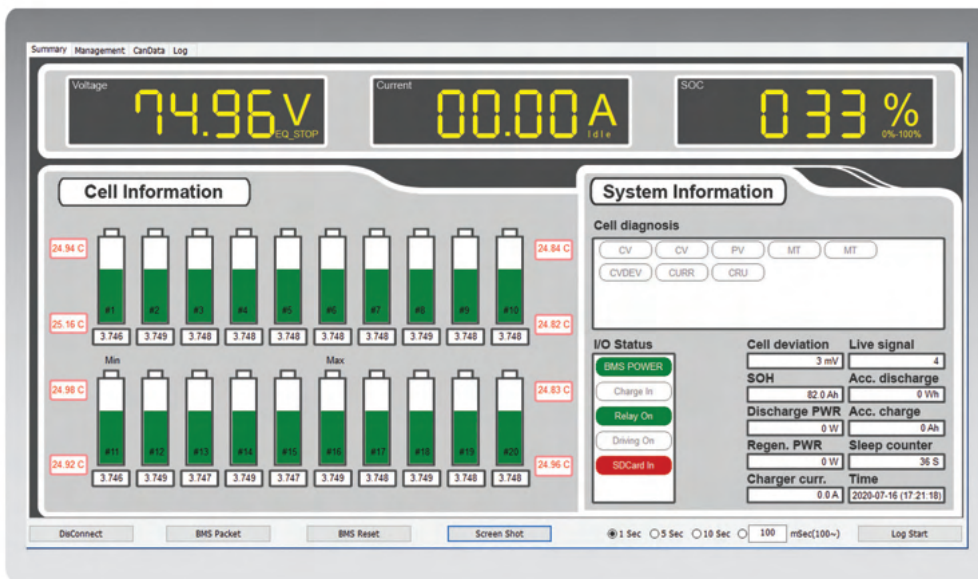 Summary Management CanData Log
Voltage
74.96 V
EQ_STOP
Current
00.00 A
Idle
SOC
033 %
0%-100%
Cell Information
24.94 C
25.16 C
24.84 C
24.82 C
#1 #2 #3 #4 #5 #6 #7 #8 #9 #10
3.746 3.749 3.748 3.748 3.748 3.748 3.748 3.748 3.748 3.748
Min Max
24.98 C
24.92 C
24.83 C
24.96 C
#11 #12 #13 #14 #15 #16 #17 #18 #19 #20
3.746 3.749 3.747 3.749 3.747 3.749 3.748 3.748 3.748 3.748
System Information
Cell diagnosis
CV CV PV MT MT
CVDEV CURR CRU
I/O Status
BMS POWER
Charge In
Relay On
Driving On
SDCard In
Cell deviation Live signal
3 mV 4
SOH Acc. discharge
82.0 Ah 0 Wh
Discharge PWR Acc. charge
0 W 0 Ah
Regen. PWR Sleep counter
0 W 36 S
Charger curr. Time
0.0 A 2020-07-16 (17:21:18)
DisConnect BMS Packet BMS Reset Screen Shot 1 Sec 5 Sec 10 Sec 100 mSec(100~) Log Start